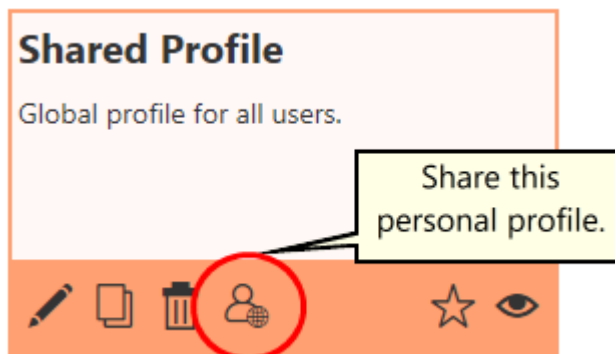 Shared Profile
Global profile for all users.
Share this
personal profile.